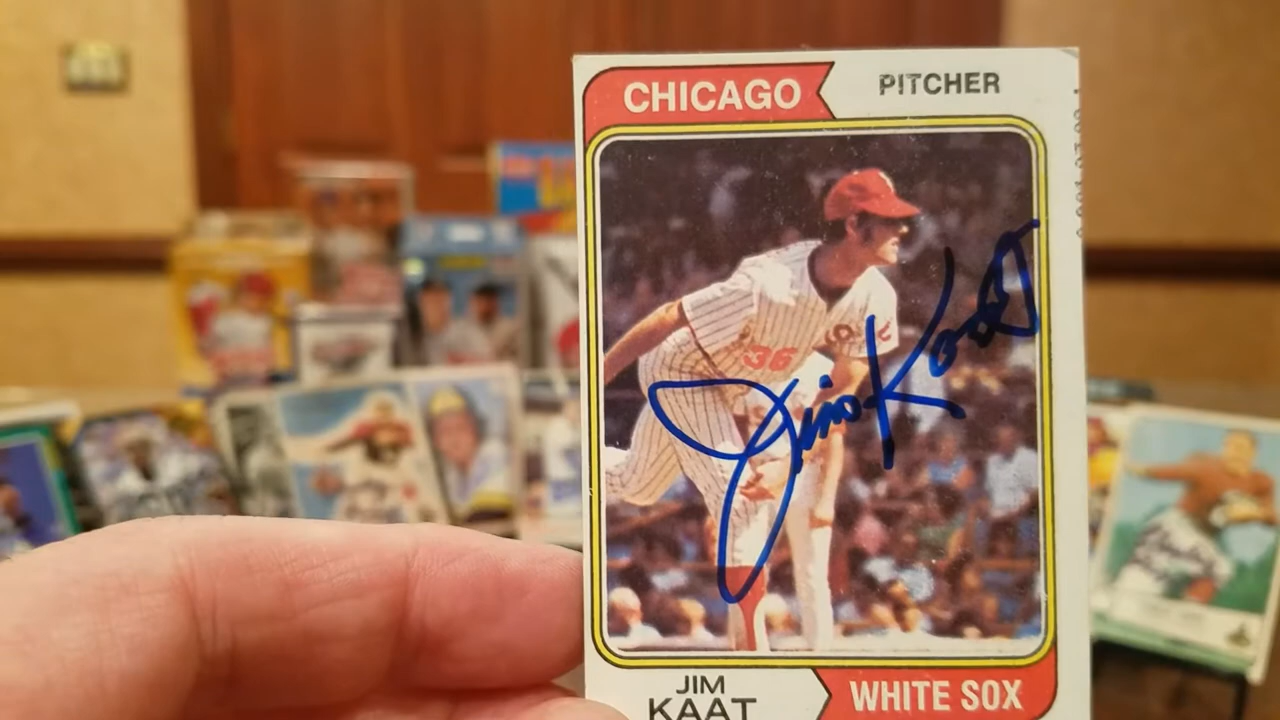 CHICAGO
PITCHER
36
Jim Kaat
JIM
KAAT
WHITE SOX